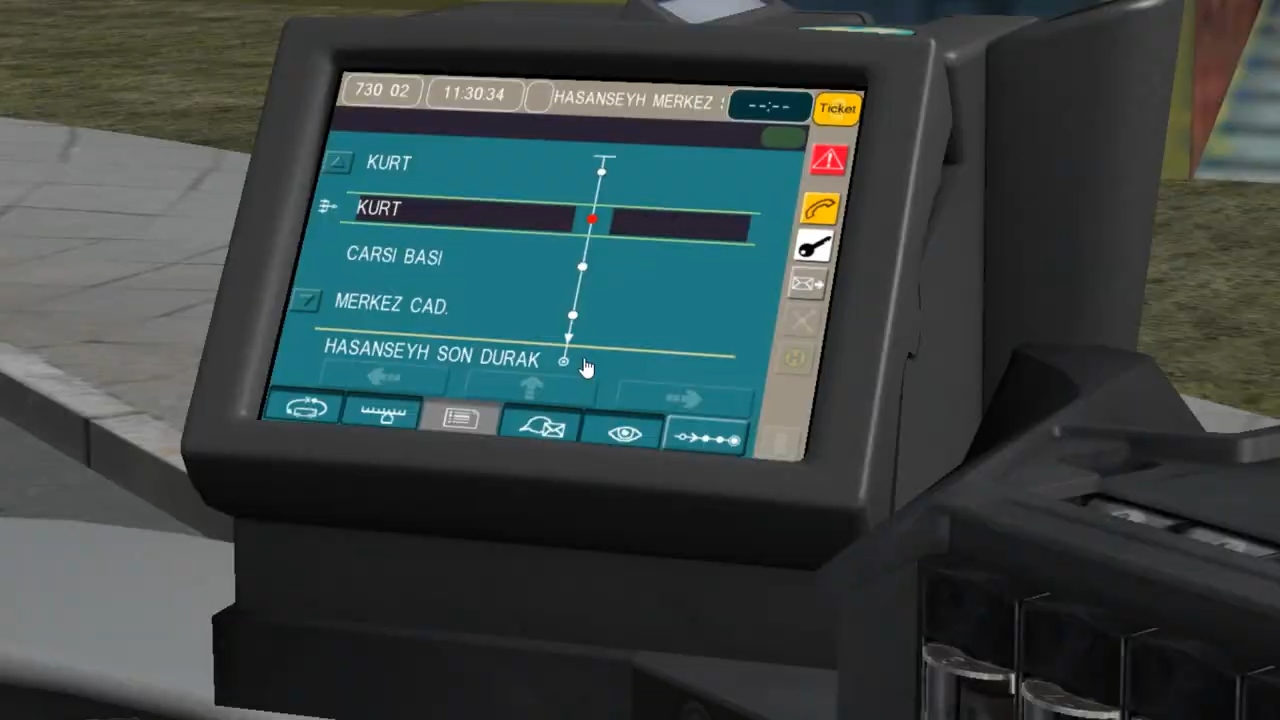 730 02 11:30:34 HASANSEYH MERKEZ --:-- Ticket
KURT
KURT
CARSI BASI
MERKEZ CAD.
HASANSEYH SON DURAK